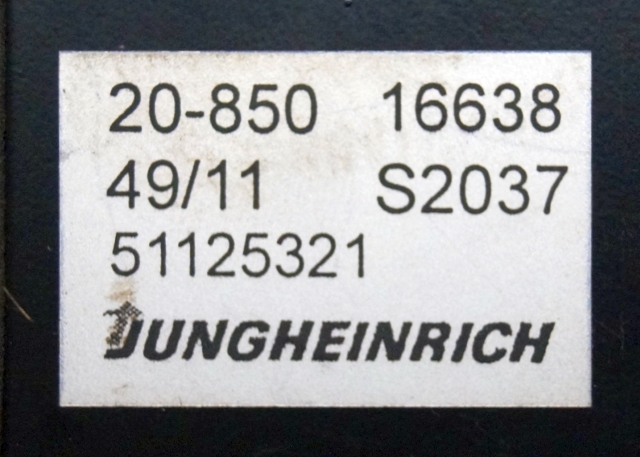 20-850 16638
49/11 S2037
51125321
JUNGHEINRICH